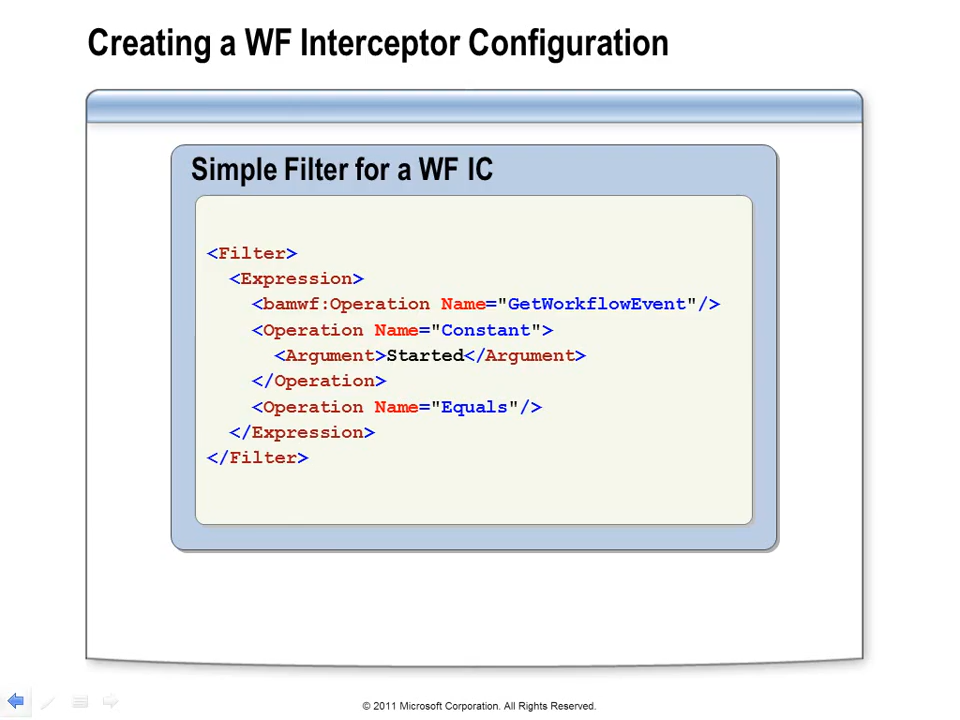 Creating a WF Interceptor Configuration
Simple Filter for a WF IC
<Filter>
  <Expression>
    <bamwf:Operation Name="GetWorkflowEvent"/>
    <Operation Name="Constant">
      <Argument>Started</Argument>
    </Operation>
    <Operation Name="Equals"/>
  </Expression>
</Filter>
© 2011 Microsoft Corporation. All Rights Reserved.